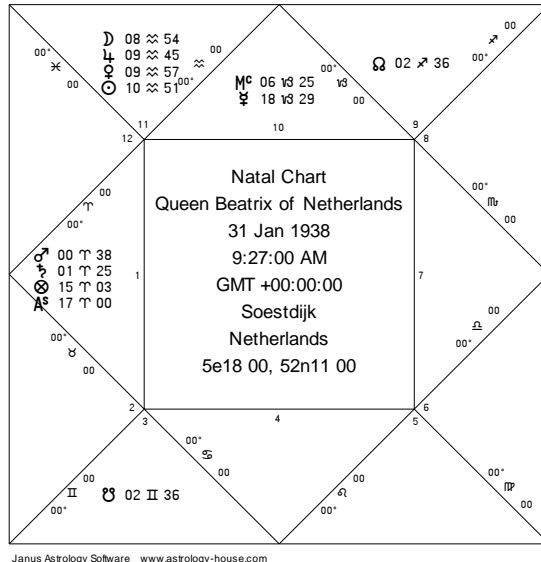 ☽ 08 ♒ 54
♃ 09 ♒ 45
♀ 09 ♒ 57
☉ 10 ♒ 51
00° ♒ 00
00° ♓ 00
11
12
Mc 06 ♑ 25
☿ 18 ♑ 29
00° ♑ 00
10
☊ 02 ♐ 36
00° ♐ 00
9
8
00° ♈ 00
♂ 00 ♈ 38
♄ 01 ♈ 25
⊗ 15 ♈ 03
As 17 ♈ 00
1
Natal Chart
Queen Beatrix of Netherlands
31 Jan 1938
9:27:00 AM
GMT +00:00:00
Soestdijk
Netherlands
5e18 00, 52n11 00
00° ♏ 00
7
00° ♎ 00
00° ♉ 00
2
3
4
6
5
00° ♊ 00
☋ 02 ♊ 36
00° ♋ 00
00° ♌ 00
00° ♍ 00
Janus Astrology Software www.astrology-house.com